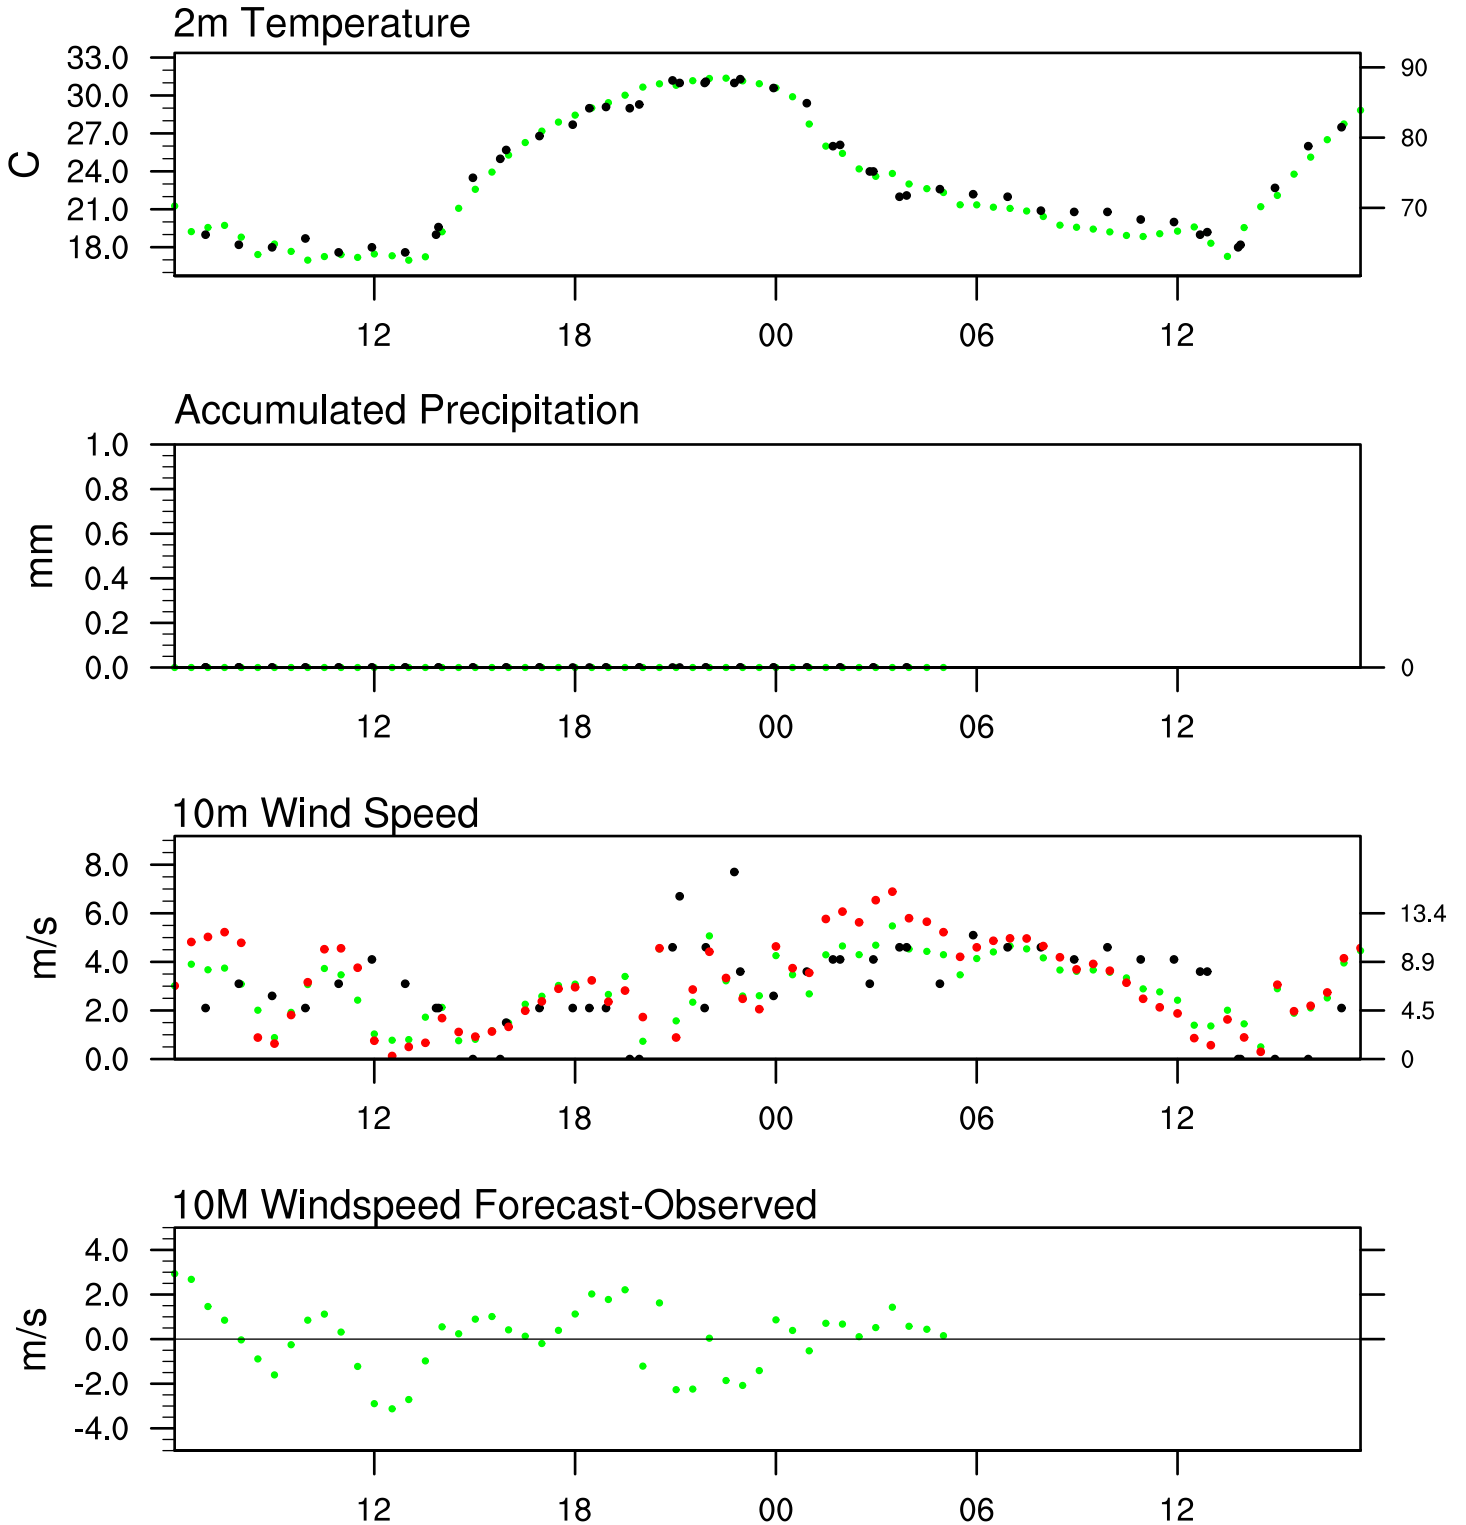 2m Temperature
33.0
30.0
27.0
24.0
21.0
18.0
C
90
80
70
12 18 00 06 12
Accumulated Precipitation
1.0
0.8
0.6
0.4
0.2
0.0
mm
0
12 18 00 06 12
10m Wind Speed
8.0
6.0
4.0
2.0
0.0
m/s
13.4
8.9
4.5
0
12 18 00 06 12
10M Windspeed Forecast-Observed
4.0
2.0
0.0
-2.0
-4.0
m/s
12 18 00 06 12